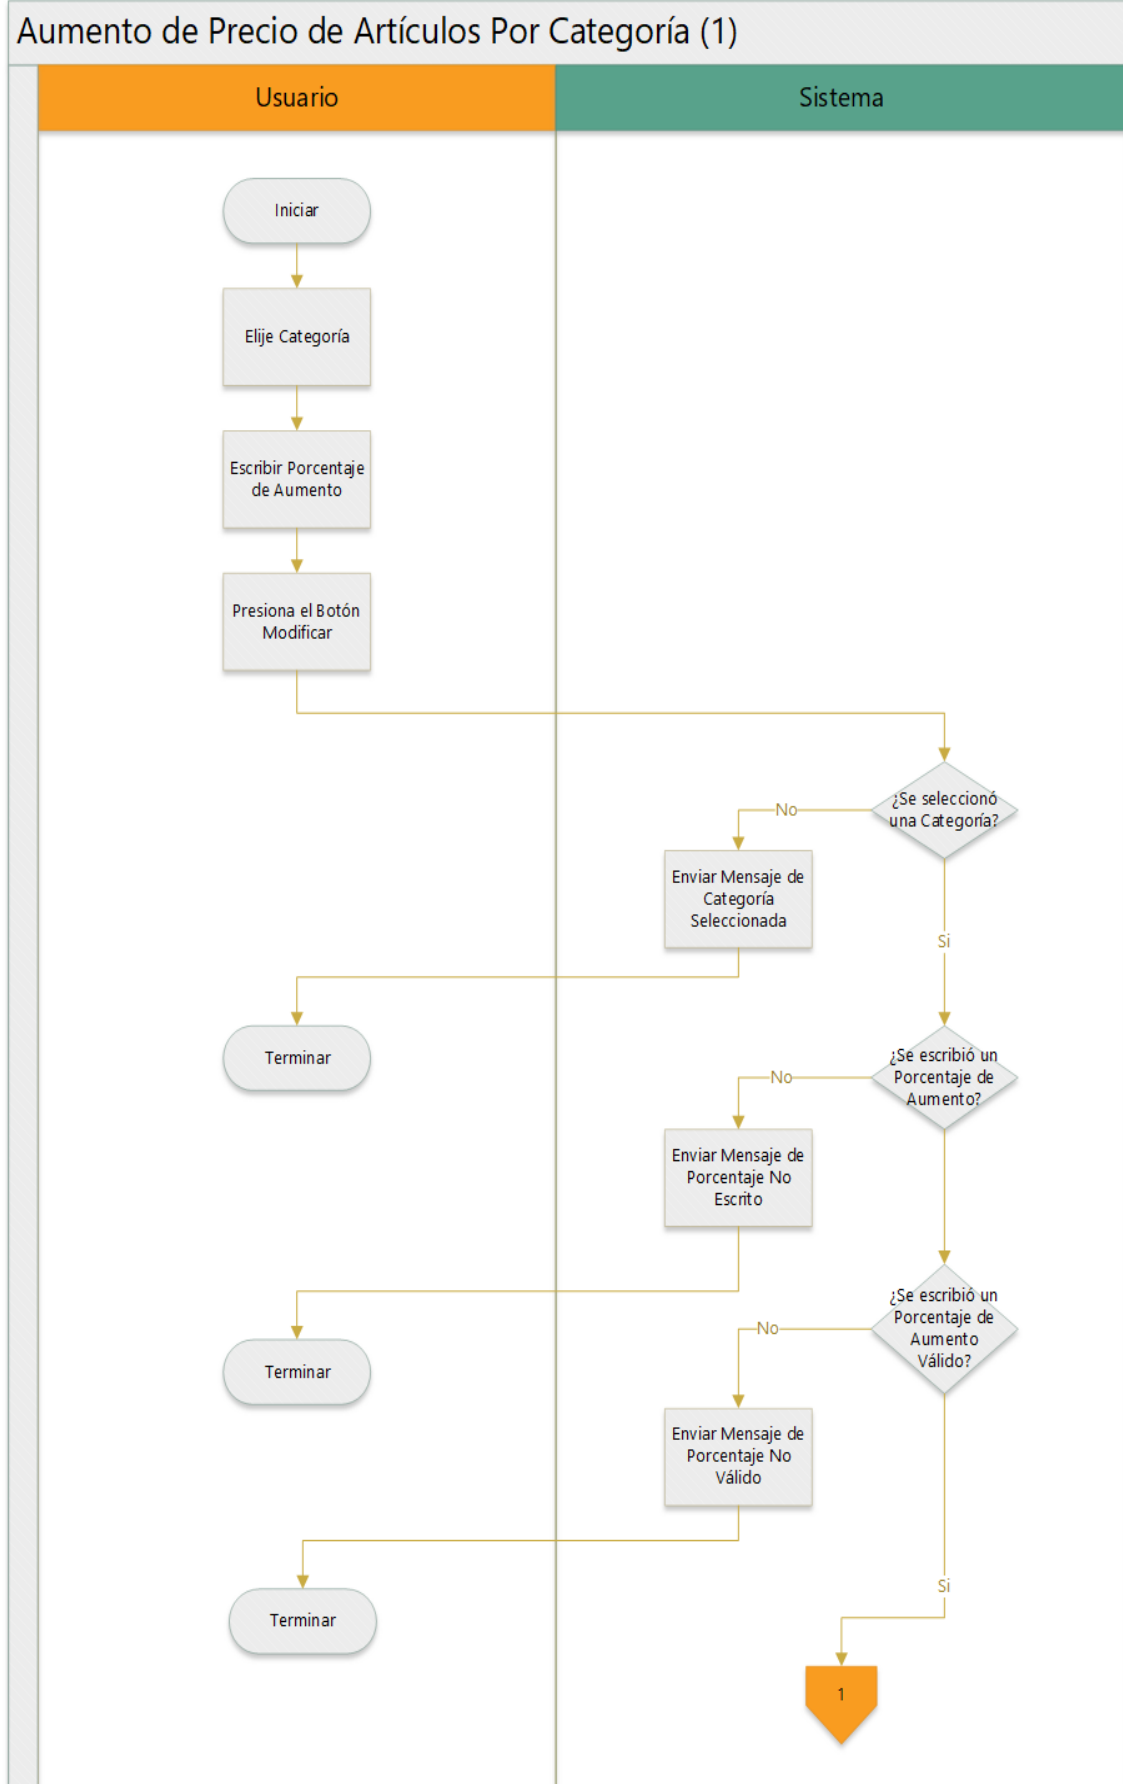 Aumento de Precio de Artículos Por Categoría (1)
Usuario
Sistema
Iniciar
Elije Categoría
Escribir Porcentaje
de Aumento
Presiona el Botón
Modificar
¿Se seleccionó
una Categoría?
No
Enviar Mensaje de
Categoría
Seleccionada
Si
Terminar
¿Se escribió un
Porcentaje de
Aumento?
No
Enviar Mensaje de
Porcentaje No
Escrito
Terminar
¿Se escribió un
Porcentaje de
Aumento
Válido?
No
Enviar Mensaje de
Porcentaje No
Válido
Si
Terminar
1